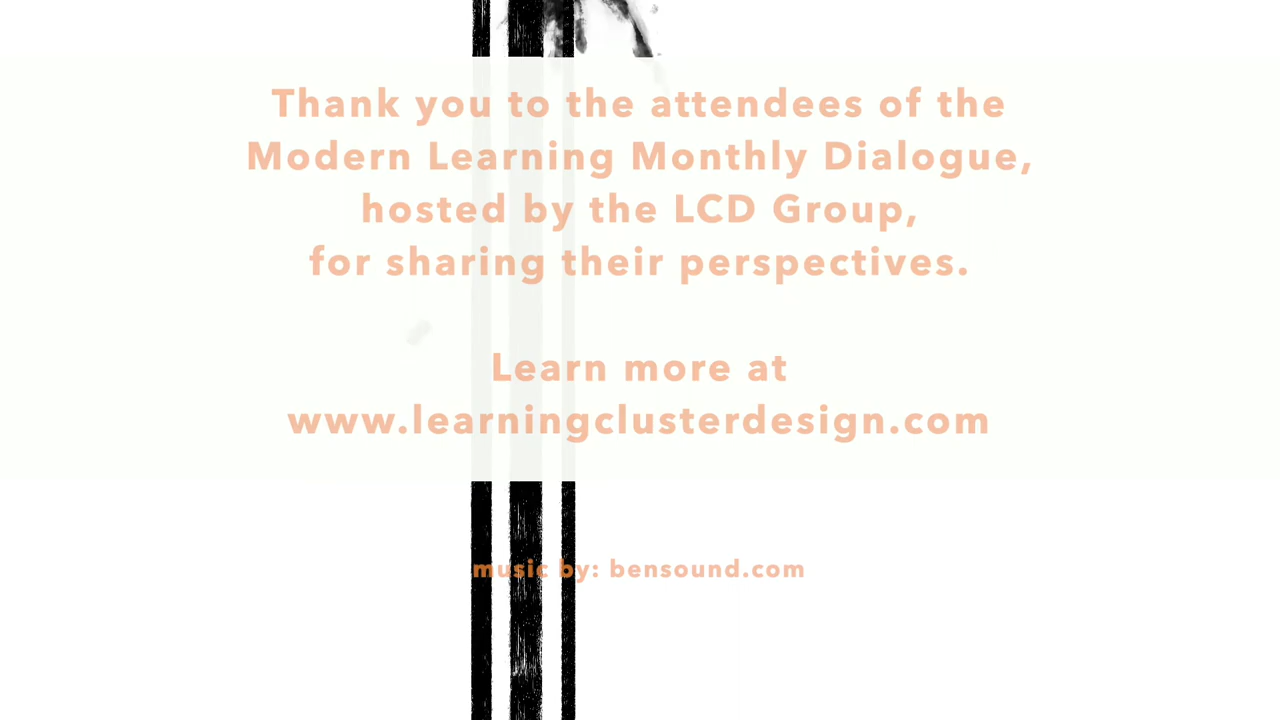 Thank you to the attendees of the
Modern Learning Monthly Dialogue,
hosted by the LCD Group,
for sharing their perspectives.
Learn more at
www.learningclusterdesign.com
music by: bensound.com